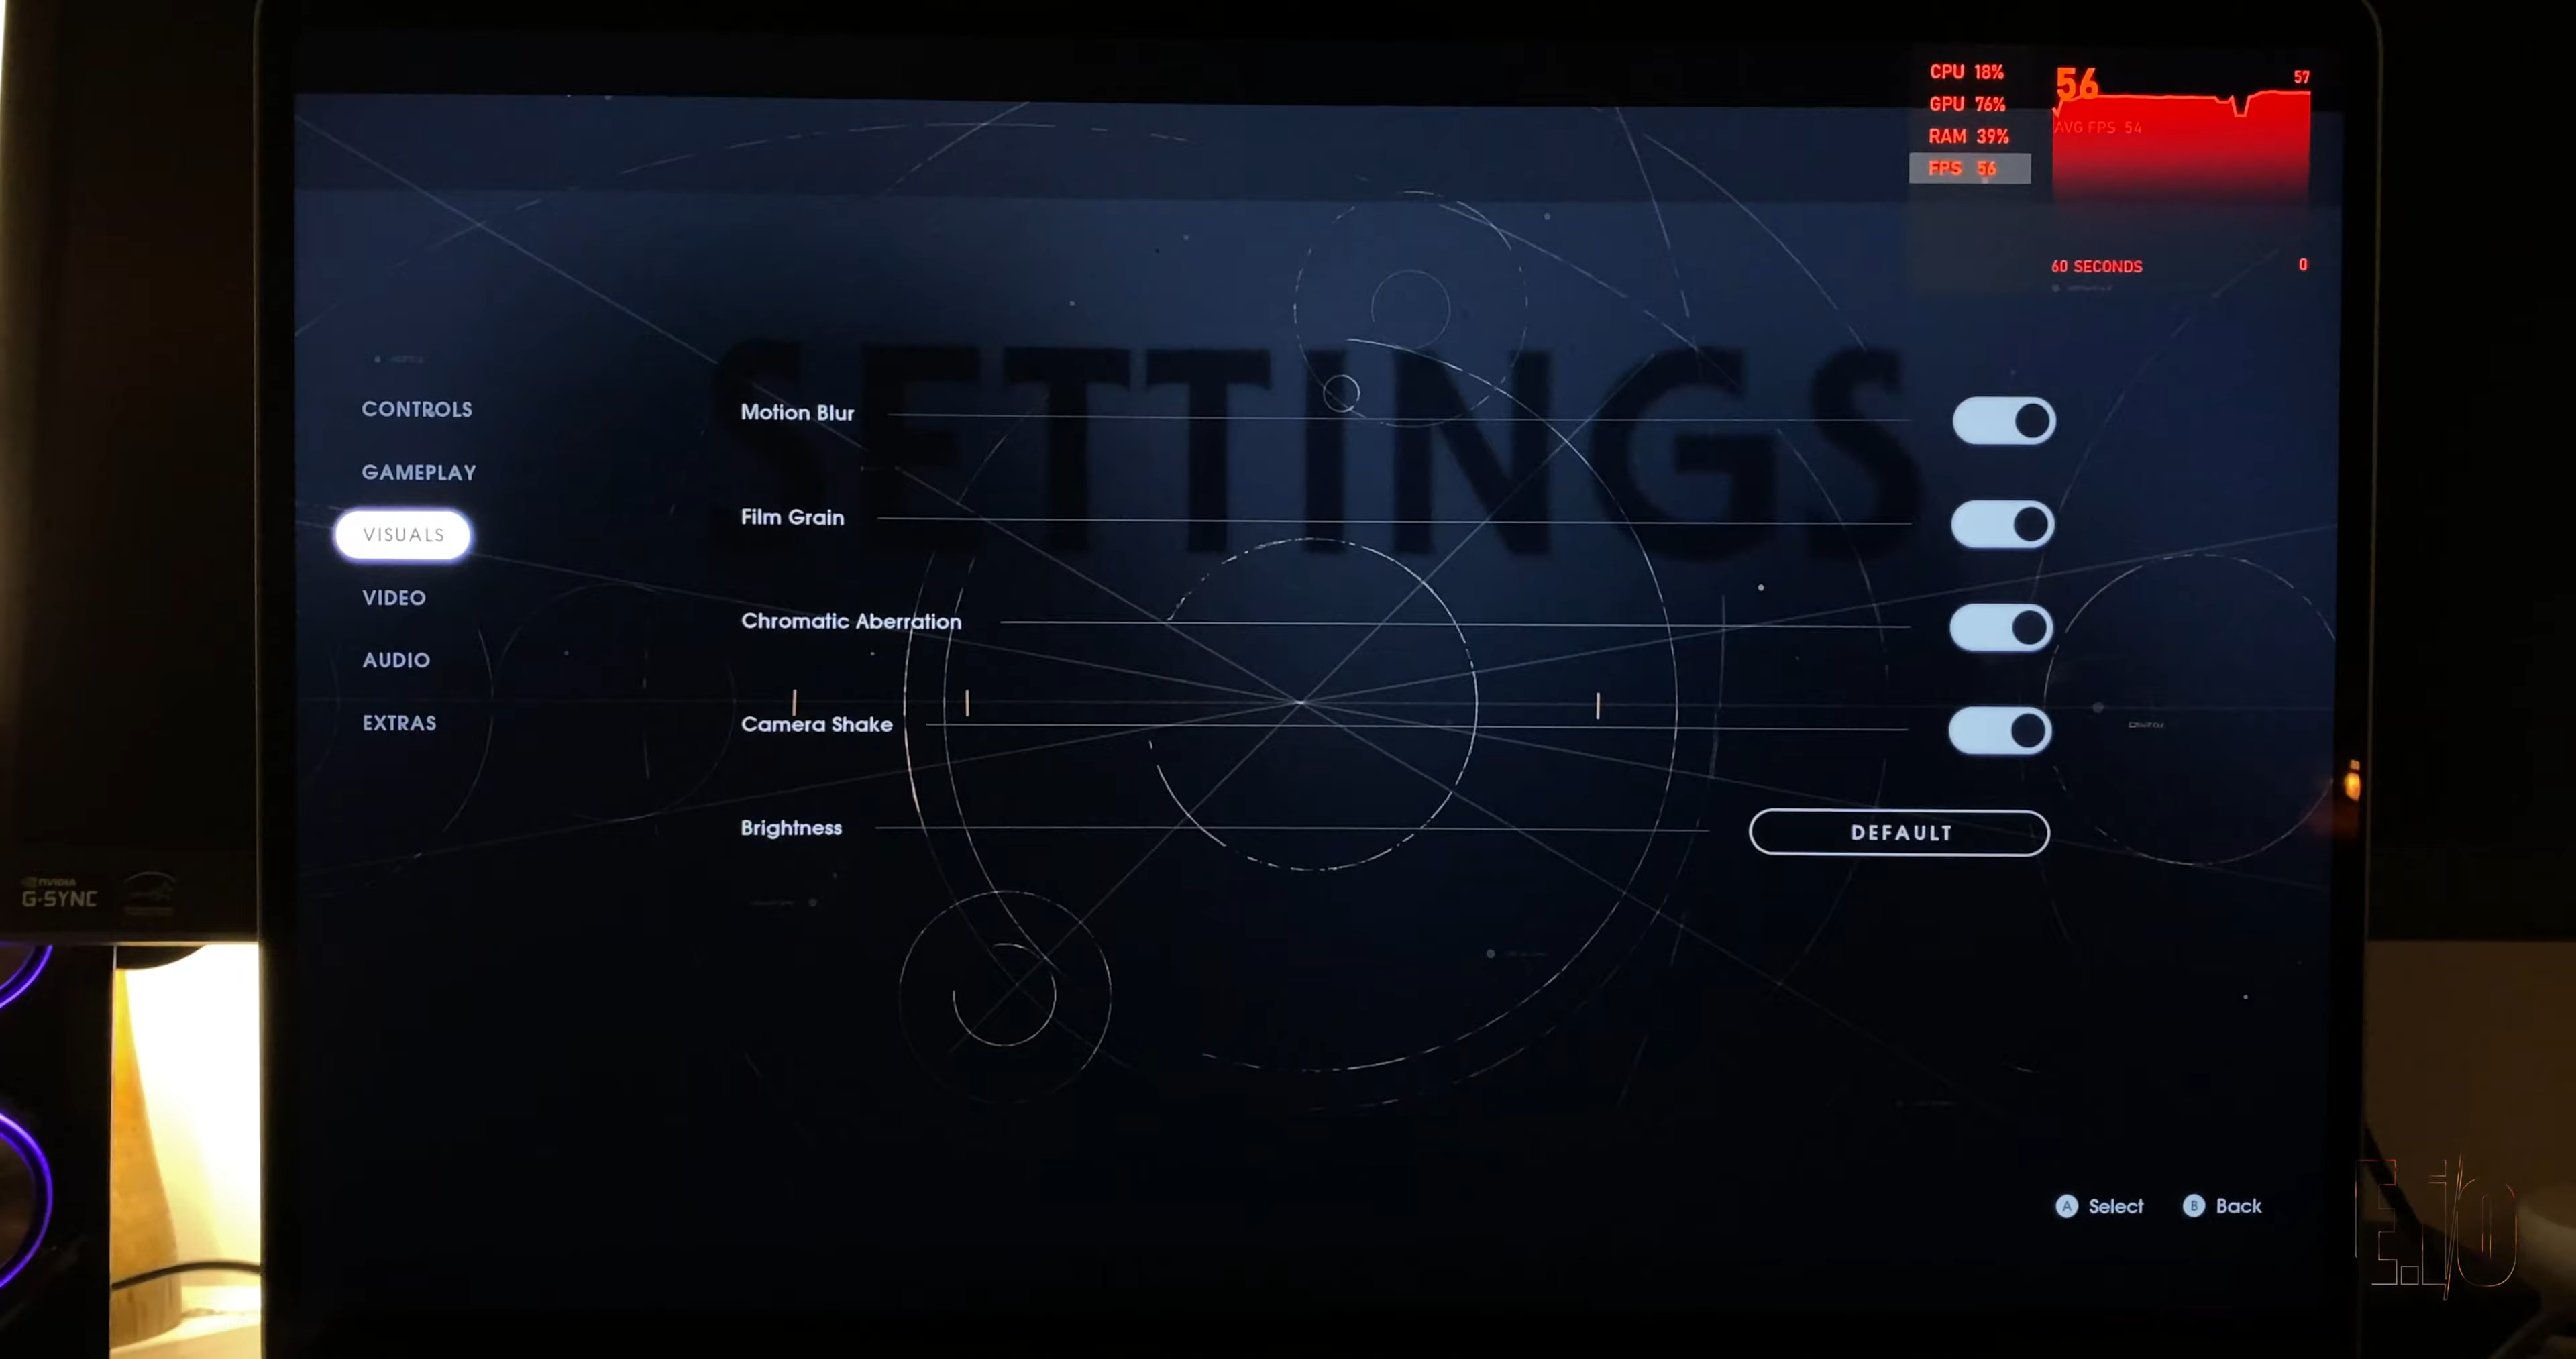 CPU 18%
GPU 76%
RAM 39%
FPS 56
56
57
AVG FPS 54
60 SECONDS
0
SETTINGS
CONTROLS
GAMEPLAY
VISUALS
VIDEO
AUDIO
EXTRAS
Motion Blur
Film Grain
Chromatic Aberration
Camera Shake
Brightness
DEFAULT
NVIDIA
G-SYNC
A Select
B Back